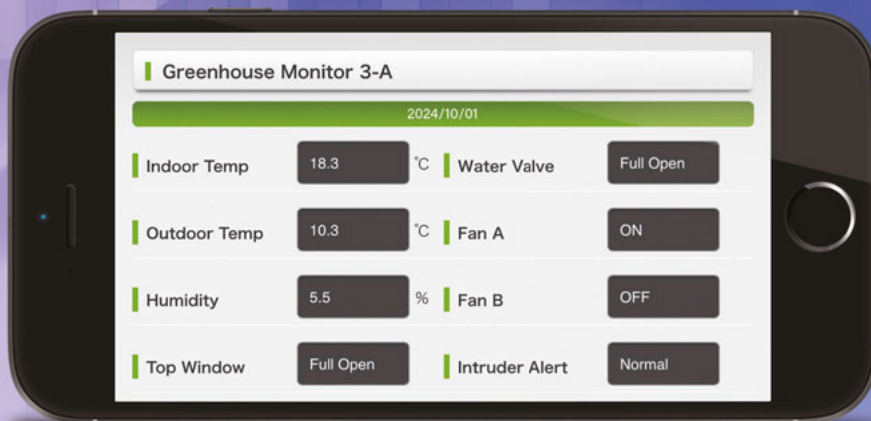 Greenhouse Monitor 3-A
2024/10/01
Indoor Temp 18.3 °C Water Valve Full Open
Outdoor Temp 10.3 °C Fan A ON
Humidity 5.5 % Fan B OFF
Top Window Full Open Intruder Alert Normal